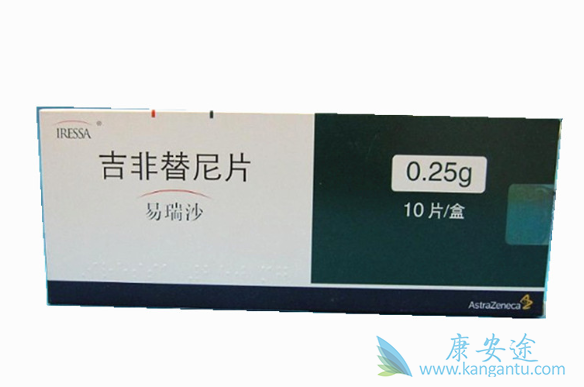 IRESSA®
吉非替尼片
易瑞沙
0.25g
10片/盒
AstraZeneca
康安途
www.kangantu.com